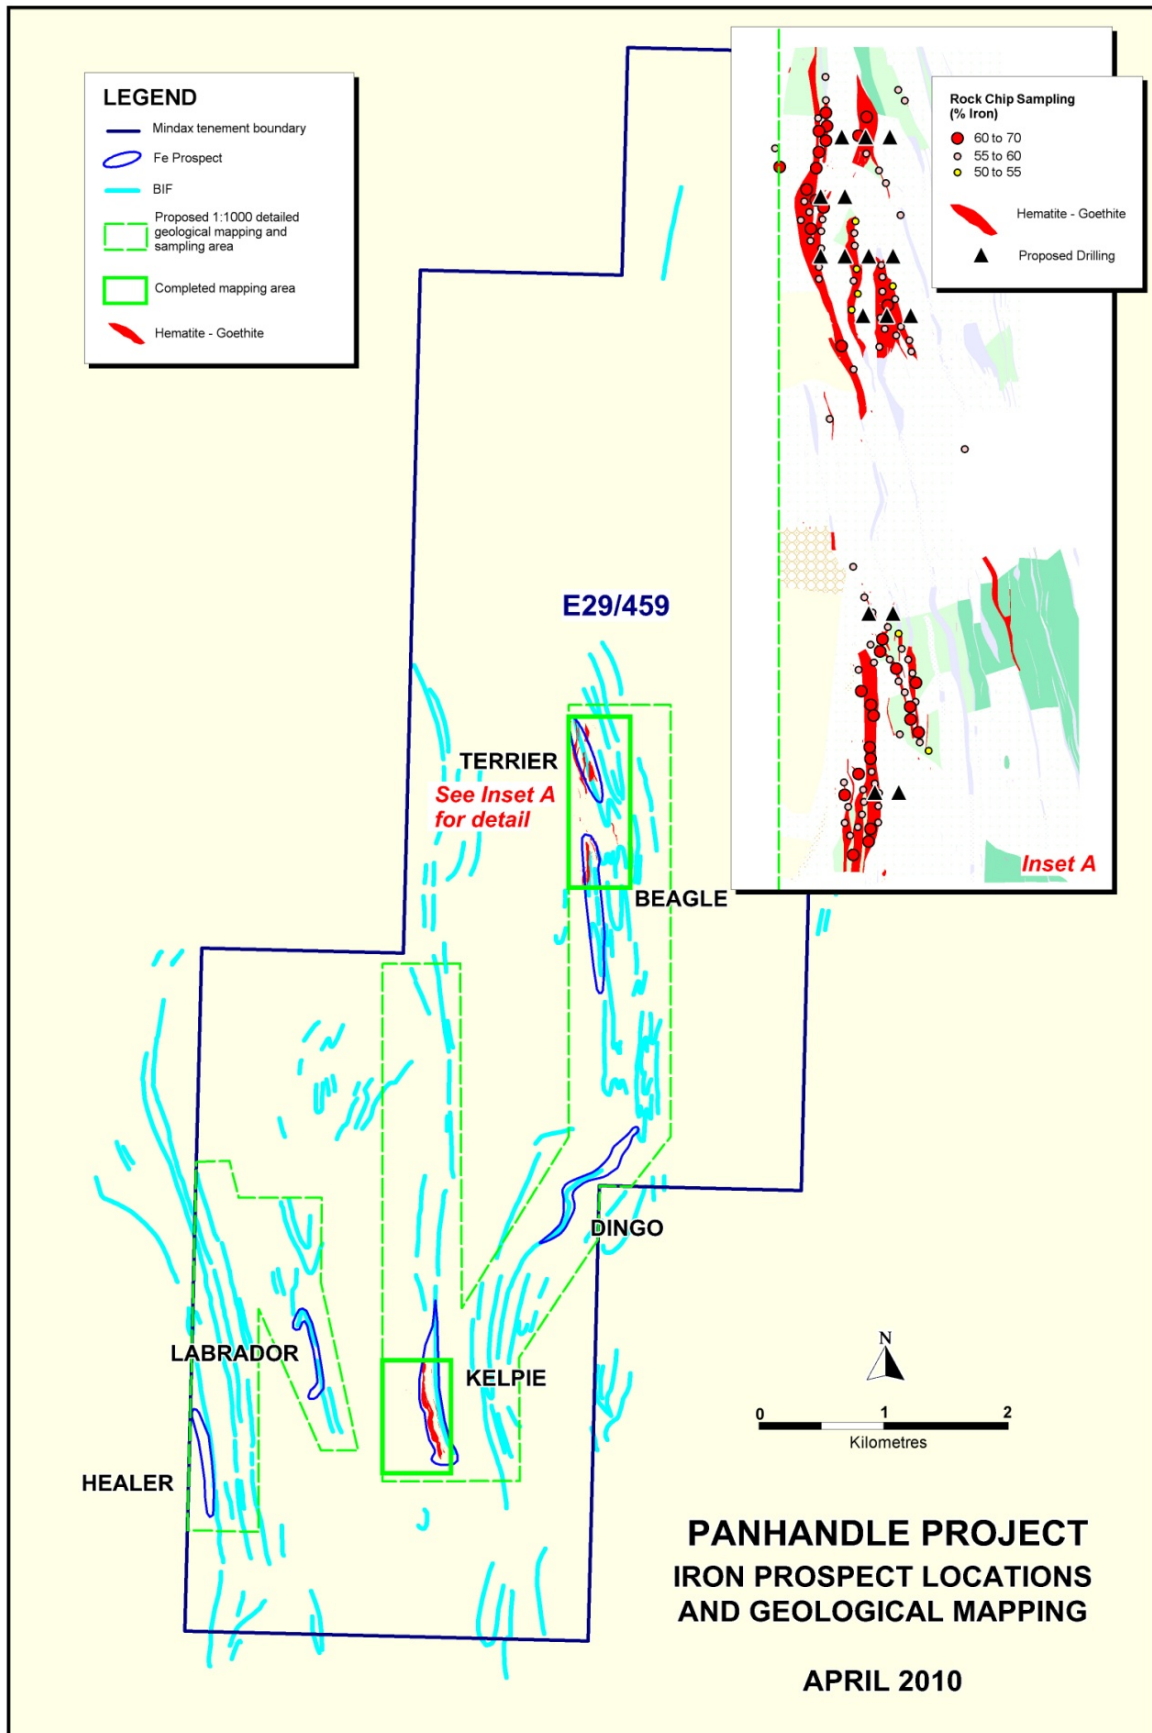 LEGEND
Mindax tenement boundary
Fe Prospect
BIF
Proposed 1:1000 detailed
geological mapping and
sampling area
Completed mapping area
Hematite - Goethite
Rock Chip Sampling
(% Iron)
60 to 70
55 to 60
50 to 55
Hematite - Goethite
Proposed Drilling
Inset A
E29/459
TERRIER
See Inset A
for detail
BEAGLE
DINGO
LABRADOR
KELPIE
HEALER
N
0 1 2
Kilometres
PANHANDLE PROJECT
IRON PROSPECT LOCATIONS
AND GEOLOGICAL MAPPING
APRIL 2010